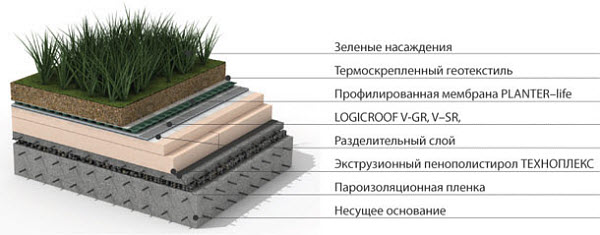 Зеленые насаждения
Термоскрепленный геотекстиль
Профилированная мембрана PLANTER–life
LOGICROOF V-GR, V–SR,
Разделительный слой
Экструзионный пенополистирол ТЕХНОПЛЕКС
Пароизоляционная пленка
Несущее основание